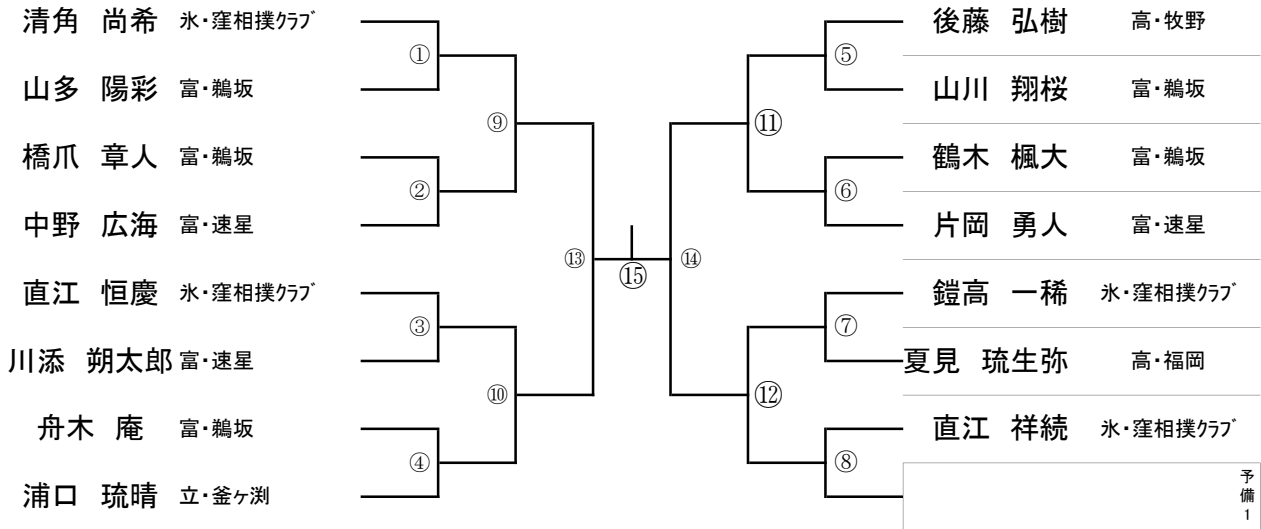 清角 尚希 氷・窪相撲クラブ
①
山多 陽彩 富・鵜坂
⑨
橋爪 章人 富・鵜坂
②
中野 広海 富・速星
⑬
直江 恒慶 氷・窪相撲クラブ
③
川添 朔太郎 富・速星
⑩
舟木 庵 富・鵜坂
④
浦口 琉晴 立・釜ヶ渕
⑮
後藤 弘樹 高・牧野
⑤
山川 翔桜 富・鵜坂
⑪
鶴木 楓大 富・鵜坂
⑥
片岡 勇人 富・速星
⑭
鎧高 一稀 氷・窪相撲クラブ
⑦
夏見 琉生弥 高・福岡
⑫
直江 祥続 氷・窪相撲クラブ
⑧
予備1